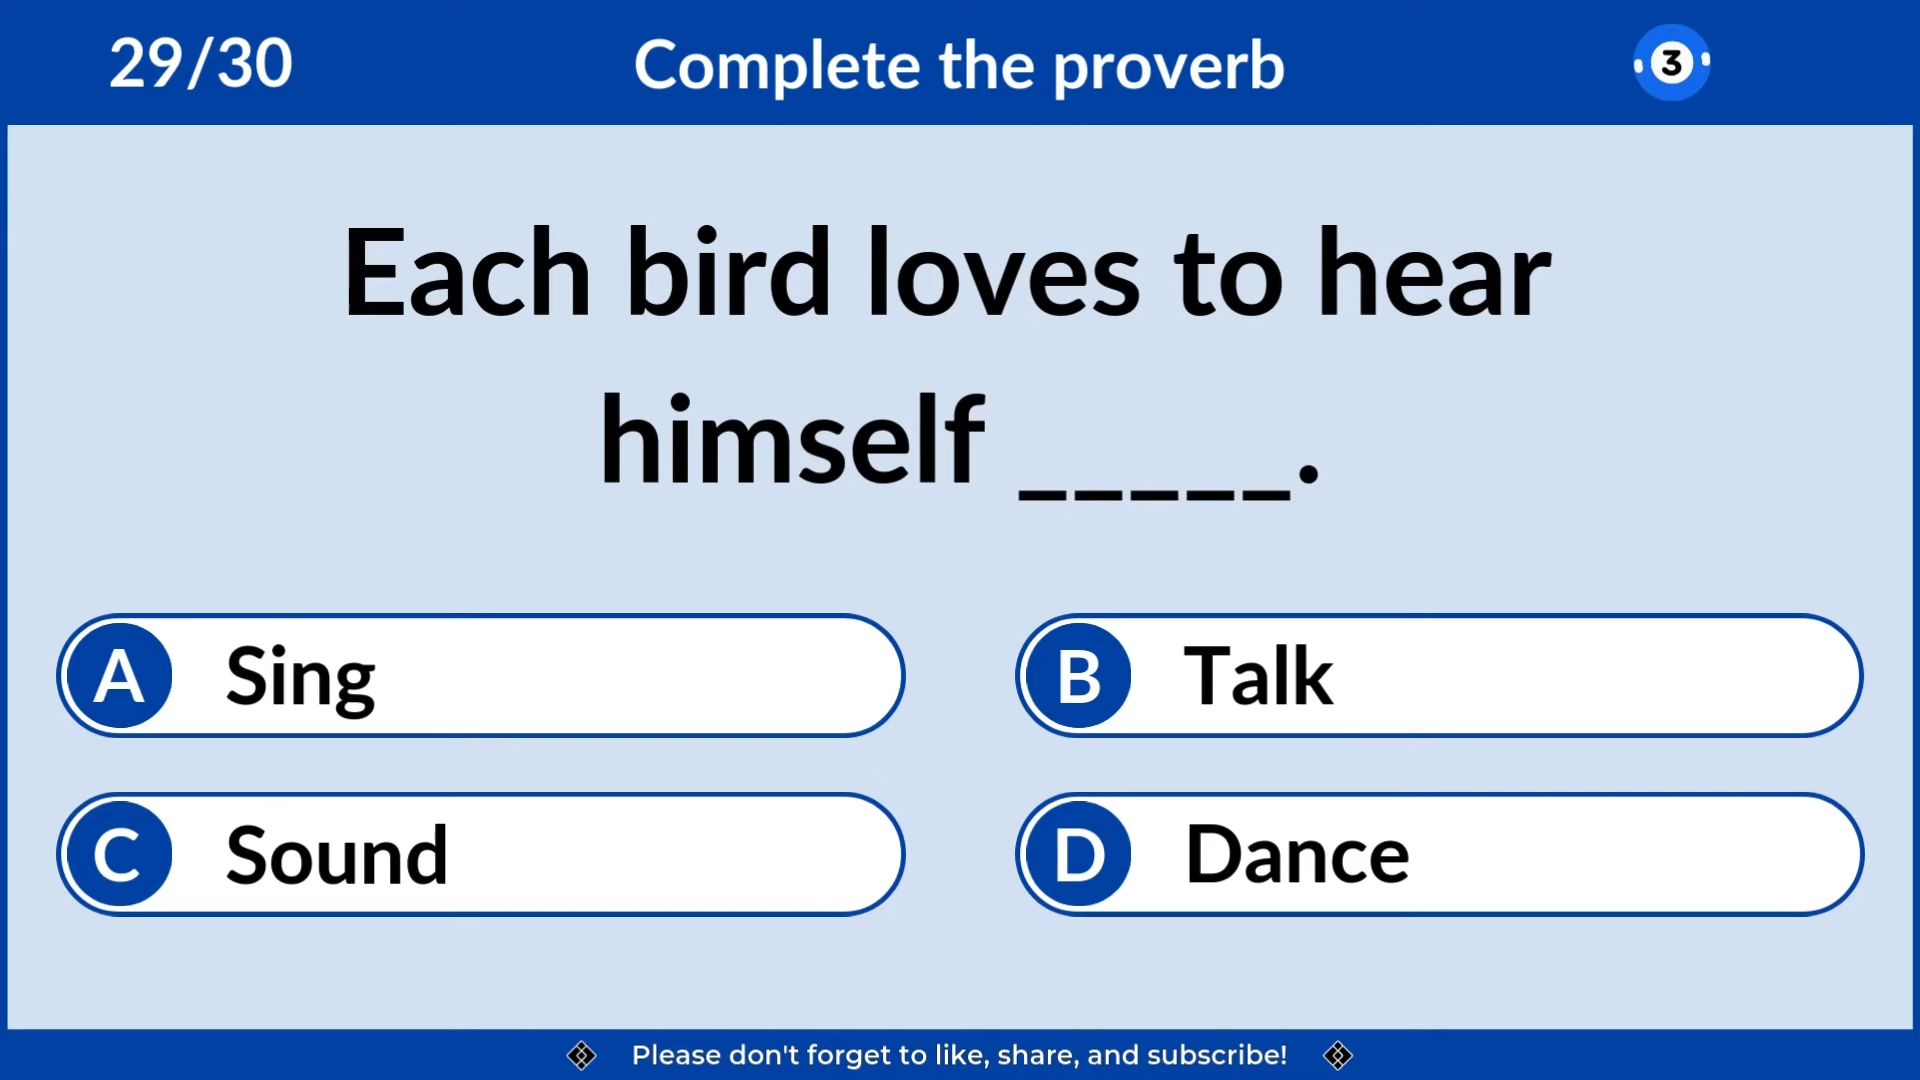 29/30
Complete the proverb
3
Each bird loves to hear
himself _____.
A Sing
B Talk
C Sound
D Dance
Please don't forget to like, share, and subscribe!